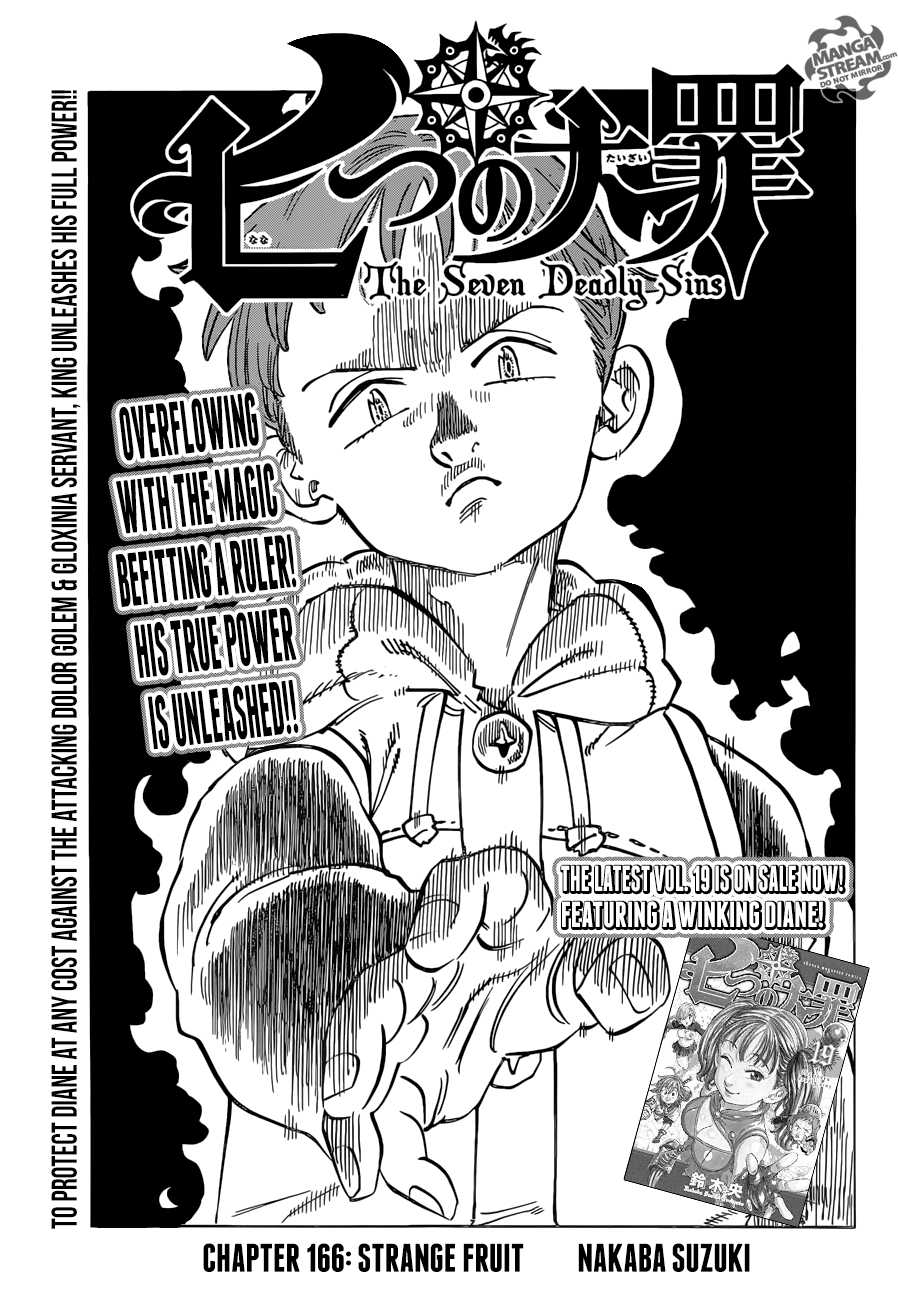 MANGA
STREAM.com
DO NOT MIRROR
七つの大罪
なな
たいざい
The Seven Deadly Sins
TO PROTECT DIANE AT ANY COST AGAINST THE ATTACKING DOLOR GOLEM & GLOXINIA SERVANT, KING UNLEASHES HIS FULL POWER!!
OVERFLOWING
WITH THE MAGIC
BEFITTING A RULER!
HIS TRUE POWER
IS UNLEASHED!!
THE LATEST VOL. 19 IS ON SALE NOW!
FEATURING A WINKING DIANE!
七つの大罪
19
鈴木央
CHAPTER 166: STRANGE FRUIT
NAKABA SUZUKI